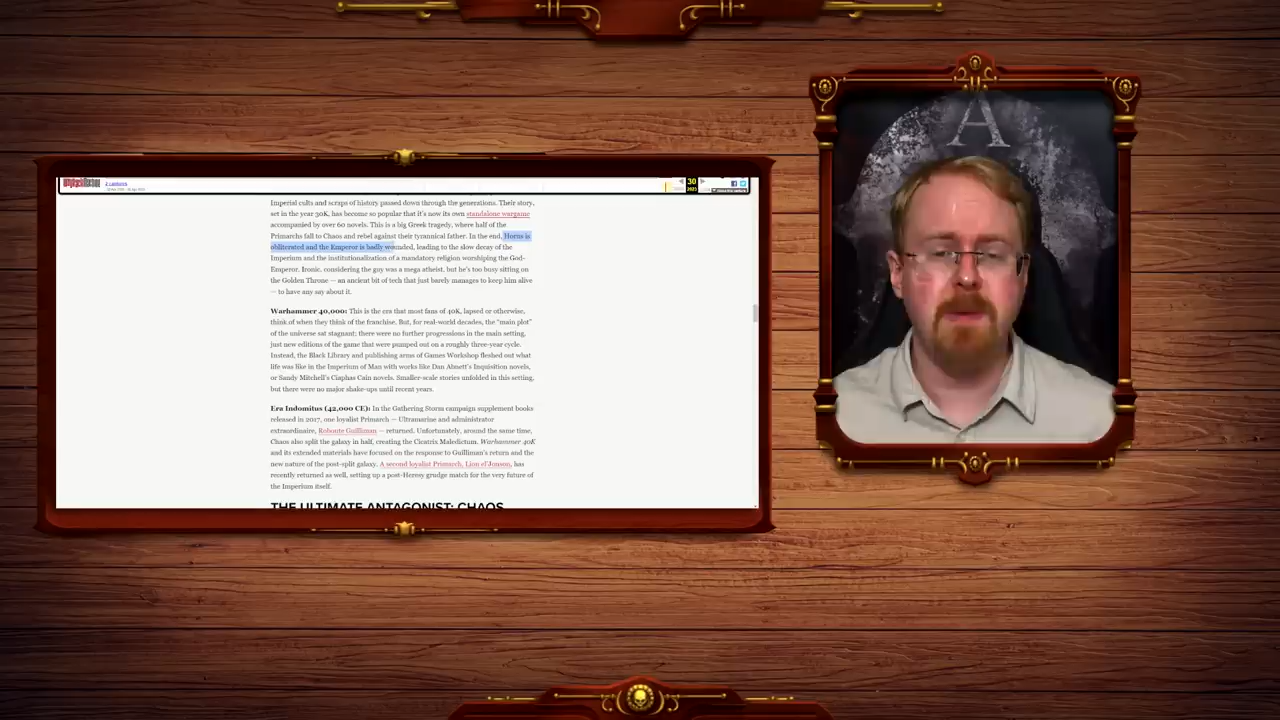 A
2 captures
30
2025
Imperial cults and scraps of history passed down through the generations. Their story,
set in the year 30K, has become so popular that it's now its own standalone wargame
accompanied by over 60 novels. This is a big Greek tragedy, where half of the
Primarchs fall to Chaos and rebel against their tyrannical father. In the end, Horus is
obliterated and the Emperor is badly wounded, leading to the slow decay of the
Imperium and the institutionalization of a mandatory religion worshiping the God-
Emperor. Ironic, considering the guy was a mega atheist, but he's too busy sitting on
the Golden Throne — an ancient bit of tech that just barely manages to keep him alive
— to have any say about it.
Warhammer 40,000: This is the era that most fans of 40K, lapsed or otherwise,
think of when they think of the franchise. But, for real-world decades, the "main plot"
of the universe sat stagnant; there were no further progressions in the main setting,
just new editions of the game that were pumped out on a roughly three-year cycle.
Instead, the Black Library and publishing arms of Games Workshop fleshed out what
life was like in the Imperium of Man with works like Dan Abnett's Inquisition novels,
or Sandy Mitchell's Ciaphas Cain novels. Smaller-scale stories unfolded in this setting,
but there were no major shake-ups until recent years.
Era Indomitus (42,000 CE): In the Gathering Storm campaign supplement books
released in 2017, one loyalist Primarch — Ultramarine and administrator
extraordinaire, Roboute Guilliman — returned. Unfortunately, around the same time,
Chaos also split the galaxy in half, creating the Cicatrix Maledictum. Warhammer 40K
and its extended materials have focused on the response to Guilliman's return and the
new nature of the post-split galaxy. A second loyalist Primarch, Lion el'Jonson, has
recently returned as well, setting up a post-Heresy grudge match for the very future of
the Imperium itself.
THE ULTIMATE ANTAGONIST: CHAOS